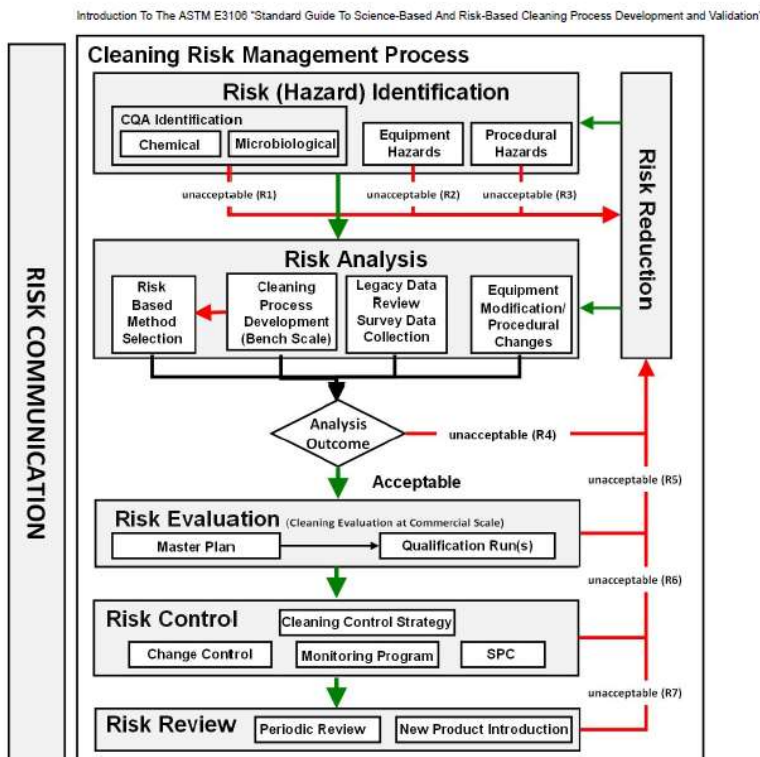 Introduction To The ASTM E3106 "Standard Guide To Science-Based And Risk-Based Cleaning Process Development and Validation"
RISK COMMUNICATION
Cleaning Risk Management Process
Risk (Hazard) Identification
CQA Identification
Chemical
Microbiological
Equipment
Hazards
Procedural
Hazards
Risk Reduction
unacceptable (R1)
unacceptable (R2)
unacceptable (R3)
Risk Analysis
Risk
Based
Method
Selection
Cleaning
Process
Development
(Bench Scale)
Legacy Data
Review
Survey Data
Collection
Equipment
Modification/
Procedural
Changes
Analysis
Outcome
unacceptable (R4)
Acceptable
unacceptable (R5)
Risk Evaluation (Cleaning Evaluation at Commercial Scale)
Master Plan
Qualification Run(s)
unacceptable (R6)
Risk Control
Cleaning Control Strategy
Change Control
Monitoring Program
SPC
unacceptable (R7)
Risk Review
Periodic Review
New Product Introduction